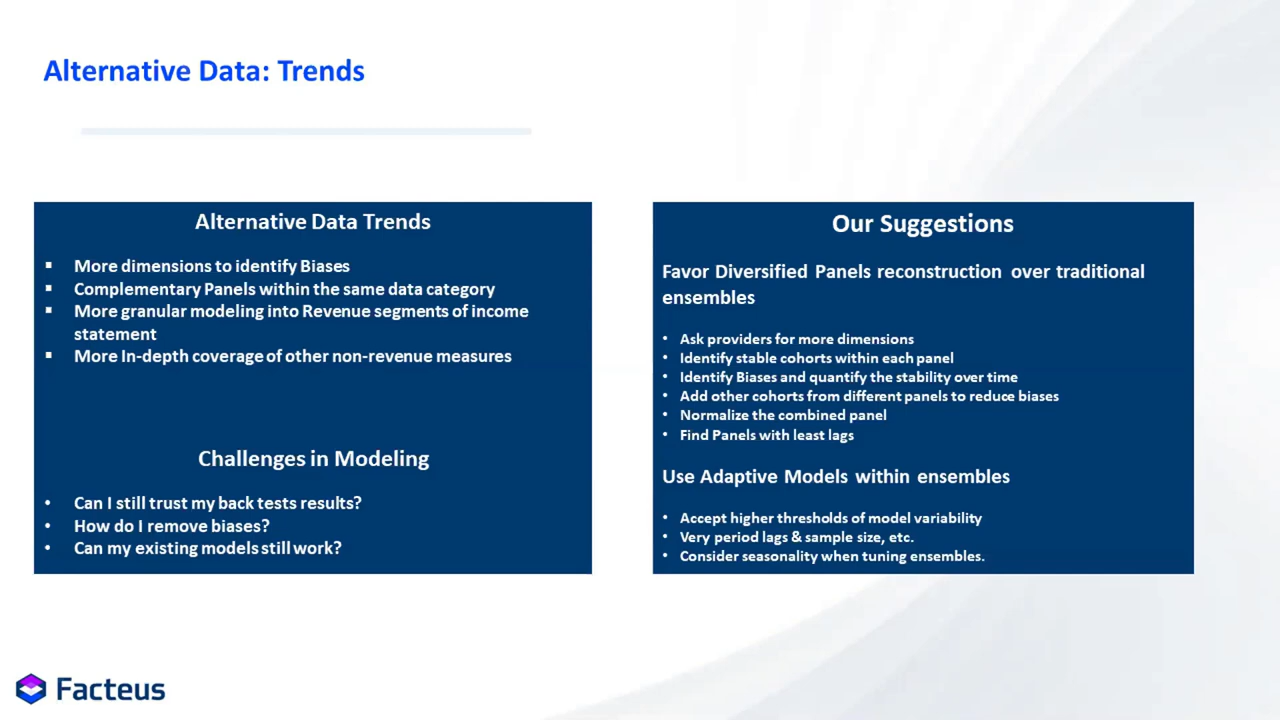 Alternative Data: Trends
Alternative Data Trends
▪ More dimensions to identify Biases
▪ Complementary Panels within the same data category
▪ More granular modeling into Revenue segments of income
statement
▪ More In-depth coverage of other non-revenue measures
Challenges in Modeling
• Can I still trust my back tests results?
• How do I remove biases?
• Can my existing models still work?
Our Suggestions
Favor Diversified Panels reconstruction over traditional
ensembles
• Ask providers for more dimensions
• Identify stable cohorts within each panel
• Identify Biases and quantify the stability over time
• Add other cohorts from different panels to reduce biases
• Normalize the combined panel
• Find Panels with least lags
Use Adaptive Models within ensembles
• Accept higher thresholds of model variability
• Very period lags & sample size, etc.
• Consider seasonality when tuning ensembles.
Facteus